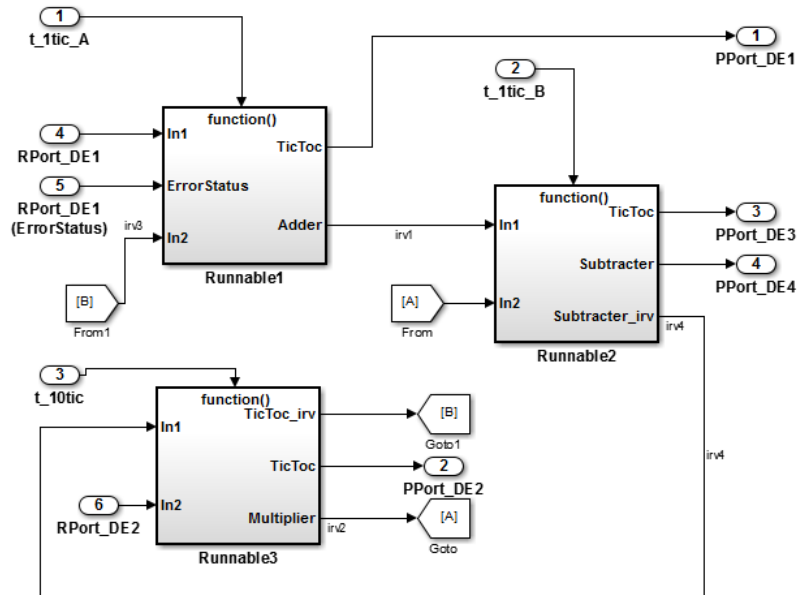 1
t_1tic_A
1
PPort_DE1
2
t_1tic_B
function()
In1
TicToc
ErrorStatus
In2
Adder
Runnable1
4
RPort_DE1
5
RPort_DE1
(ErrorStatus)
irv3
[B]
From1
irv1
[A]
From
function()
In1
TicToc
Subtracter
In2
Subtracter_irv
Runnable2
3
PPort_DE3
4
PPort_DE4
irv4
3
t_10tic
function()
In1
TicToc_irv
TicToc
In2
Multiplier
Runnable3
6
RPort_DE2
[B]
Goto1
2
PPort_DE2
irv2
[A]
Goto
irv4